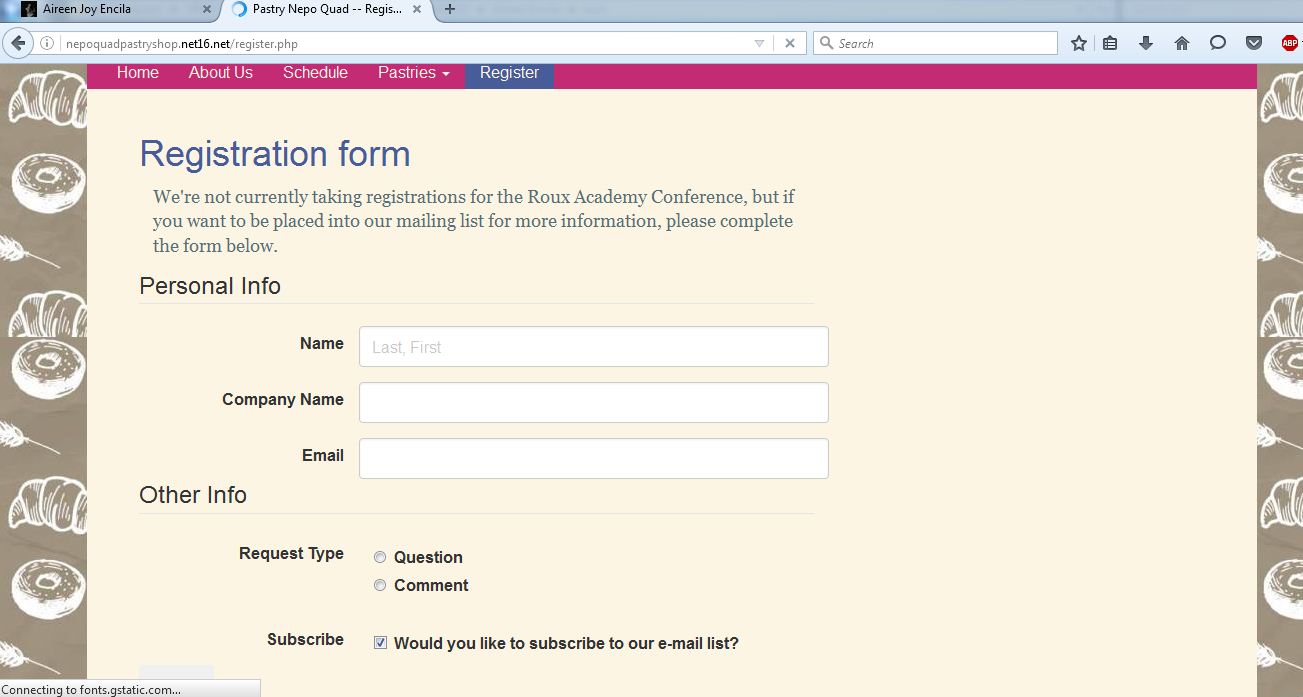 Aireen Joy Encila
Pastry Nepo Quad -- Regis...
nepoquadpastryshop.net16.net/register.php
Search
ABP
Home About Us Schedule Pastries Register
Registration form
We're not currently taking registrations for the Roux Academy Conference, but if
you want to be placed into our mailing list for more information, please complete
the form below.
Personal Info
Name Last, First
Company Name
Email
Other Info
Request Type Question
Comment
Subscribe Would you like to subscribe to our e-mail list?
Connecting to fonts.gstatic.com...